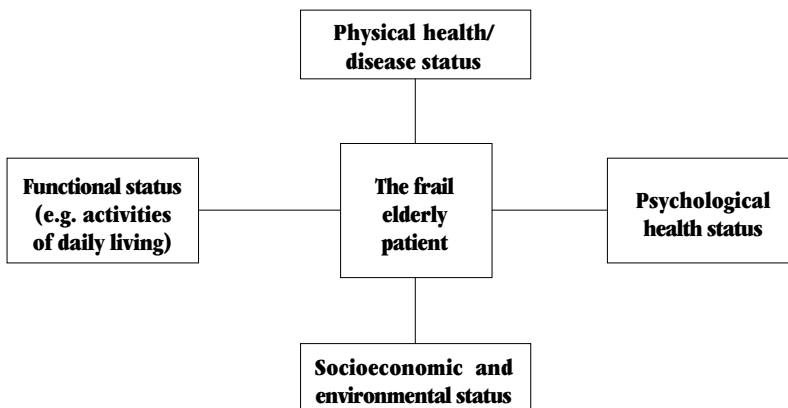 Physical health/
disease status
Functional status
(e.g. activities
of daily living)
The frail
elderly
patient
Psychological
health status
Socioeconomic and
environmental status